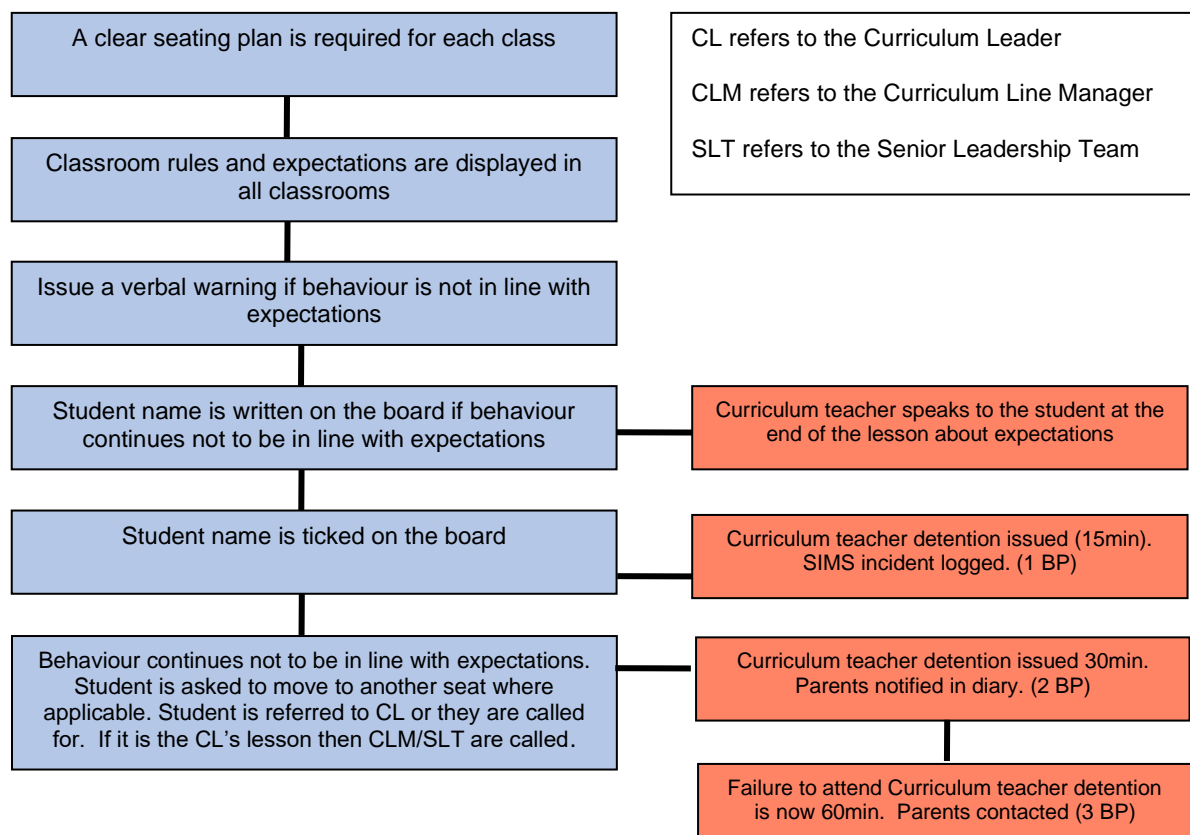 A clear seating plan is required for each class
CL refers to the Curriculum Leader
CLM refers to the Curriculum Line Manager
SLT refers to the Senior Leadership Team
Classroom rules and expectations are displayed in
all classrooms
Issue a verbal warning if behaviour is not in line with
expectations
Student name is written on the board if behaviour
continues not to be in line with expectations
Curriculum teacher speaks to the student at the
end of the lesson about expectations
Student name is ticked on the board
Curriculum teacher detention issued (15min).
SIMS incident logged. (1 BP)
Behaviour continues not to be in line with expectations.
Student is asked to move to another seat where
applicable. Student is referred to CL or they are called
for. If it is the CL’s lesson then CLM/SLT are called.
Curriculum teacher detention issued 30min.
Parents notified in diary. (2 BP)
Failure to attend Curriculum teacher detention
is now 60min. Parents contacted (3 BP)